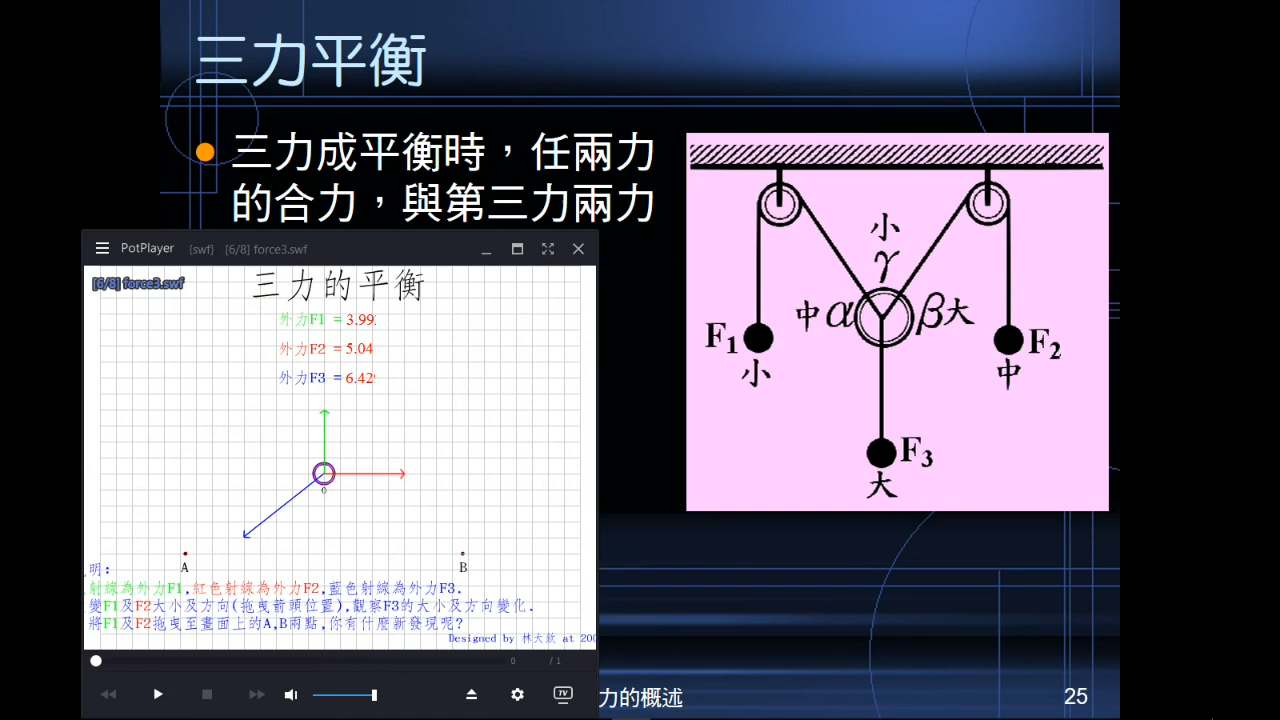 三力平衡
三力成平衡時，任兩力
的合力，與第三力兩力
PotPlayer (swf) [6/8] force3.swf
[6/8] force3.swf
三力的平衡
外力F1 = 3.99
外力F2 = 5.04
外力F3 = 6.42
O
A
B
明:
射線為外力F1,紅色射線為外力F2,藍色射線為外力F3.
變F1及F2大小及方向(拖曳箭頭位置),觀察F3的大小及方向變化.
將F1及F2拖曳至畫面上的A,B兩點,你有什麼新發現呢?
Designed by 林大欽 at 200
0 / 1
TV
小
γ
中 α
β 大
F1
小
F2
中
F3
大
力的概述
25